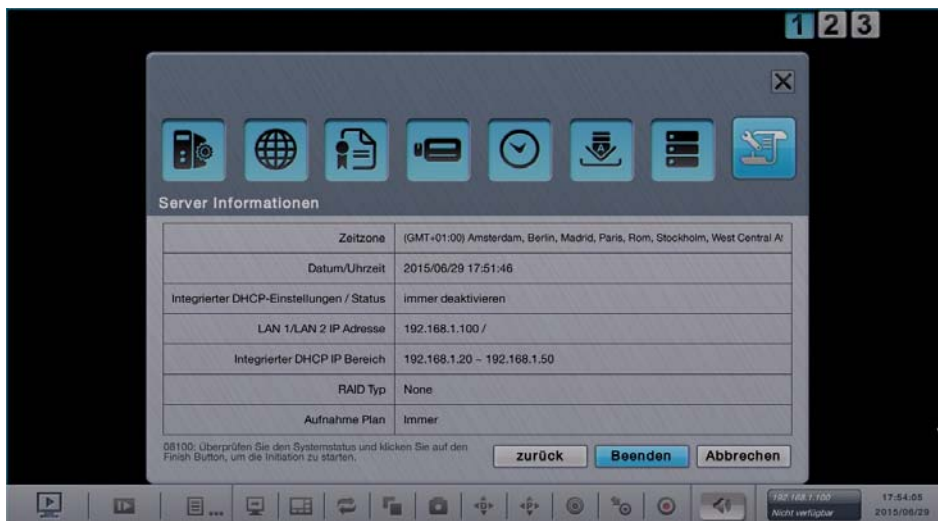 1 2 3
Server Informationen
Zeitzone (GMT+01:00) Amsterdam, Berlin, Madrid, Paris, Rom, Stockholm, West Central
Datum/Uhrzeit 2015/06/29 17:51:46
Integrierter DHCP-Einstellungen / Status immer deaktivieren
LAN 1/LAN 2 IP Adresse 192.168.1.100 /
Integrierter DHCP IP Bereich 192.168.1.20 ~ 192.168.1.50
RAID Typ None
Aufnahme Plan Immer
08100: Überprüfen Sie den Systemstatus und klicken Sie auf den
Finish Button, um die Initiation zu starten.
zurück Beenden Abbrechen
192.168.1.100 17:54:05
Nicht verfügbar 2015/06/29